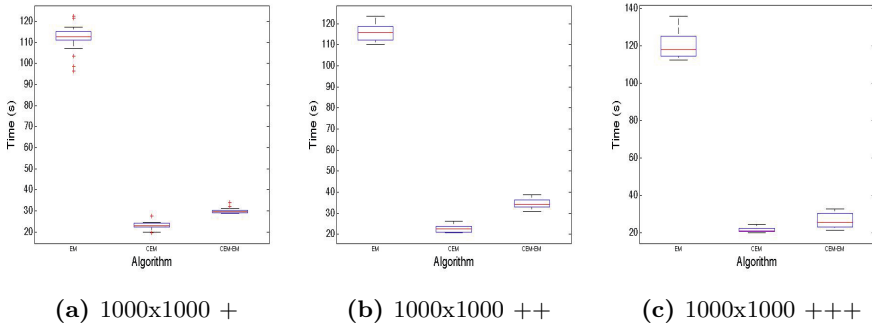 120
110
100
90
80
70
60
50
40
30
20
Time (s)
EM
CEM
CEM-EM
Algorithm
(a) 1000x1000 +
120
110
100
90
80
70
60
50
40
30
20
Time (s)
EM
CEM
CEM-EM
Algorithm
(b) 1000x1000 ++
140
120
100
80
60
40
20
Time (s)
EM
CEM
CEM-EM
Algorithm
(c) 1000x1000 +++